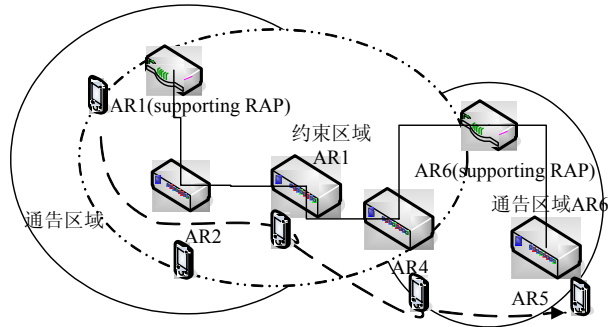 AR1(supporting RAP)
约束区域
AR1
AR6(supporting RAP)
通告区域
通告区域AR6
AR2
AR4
AR5